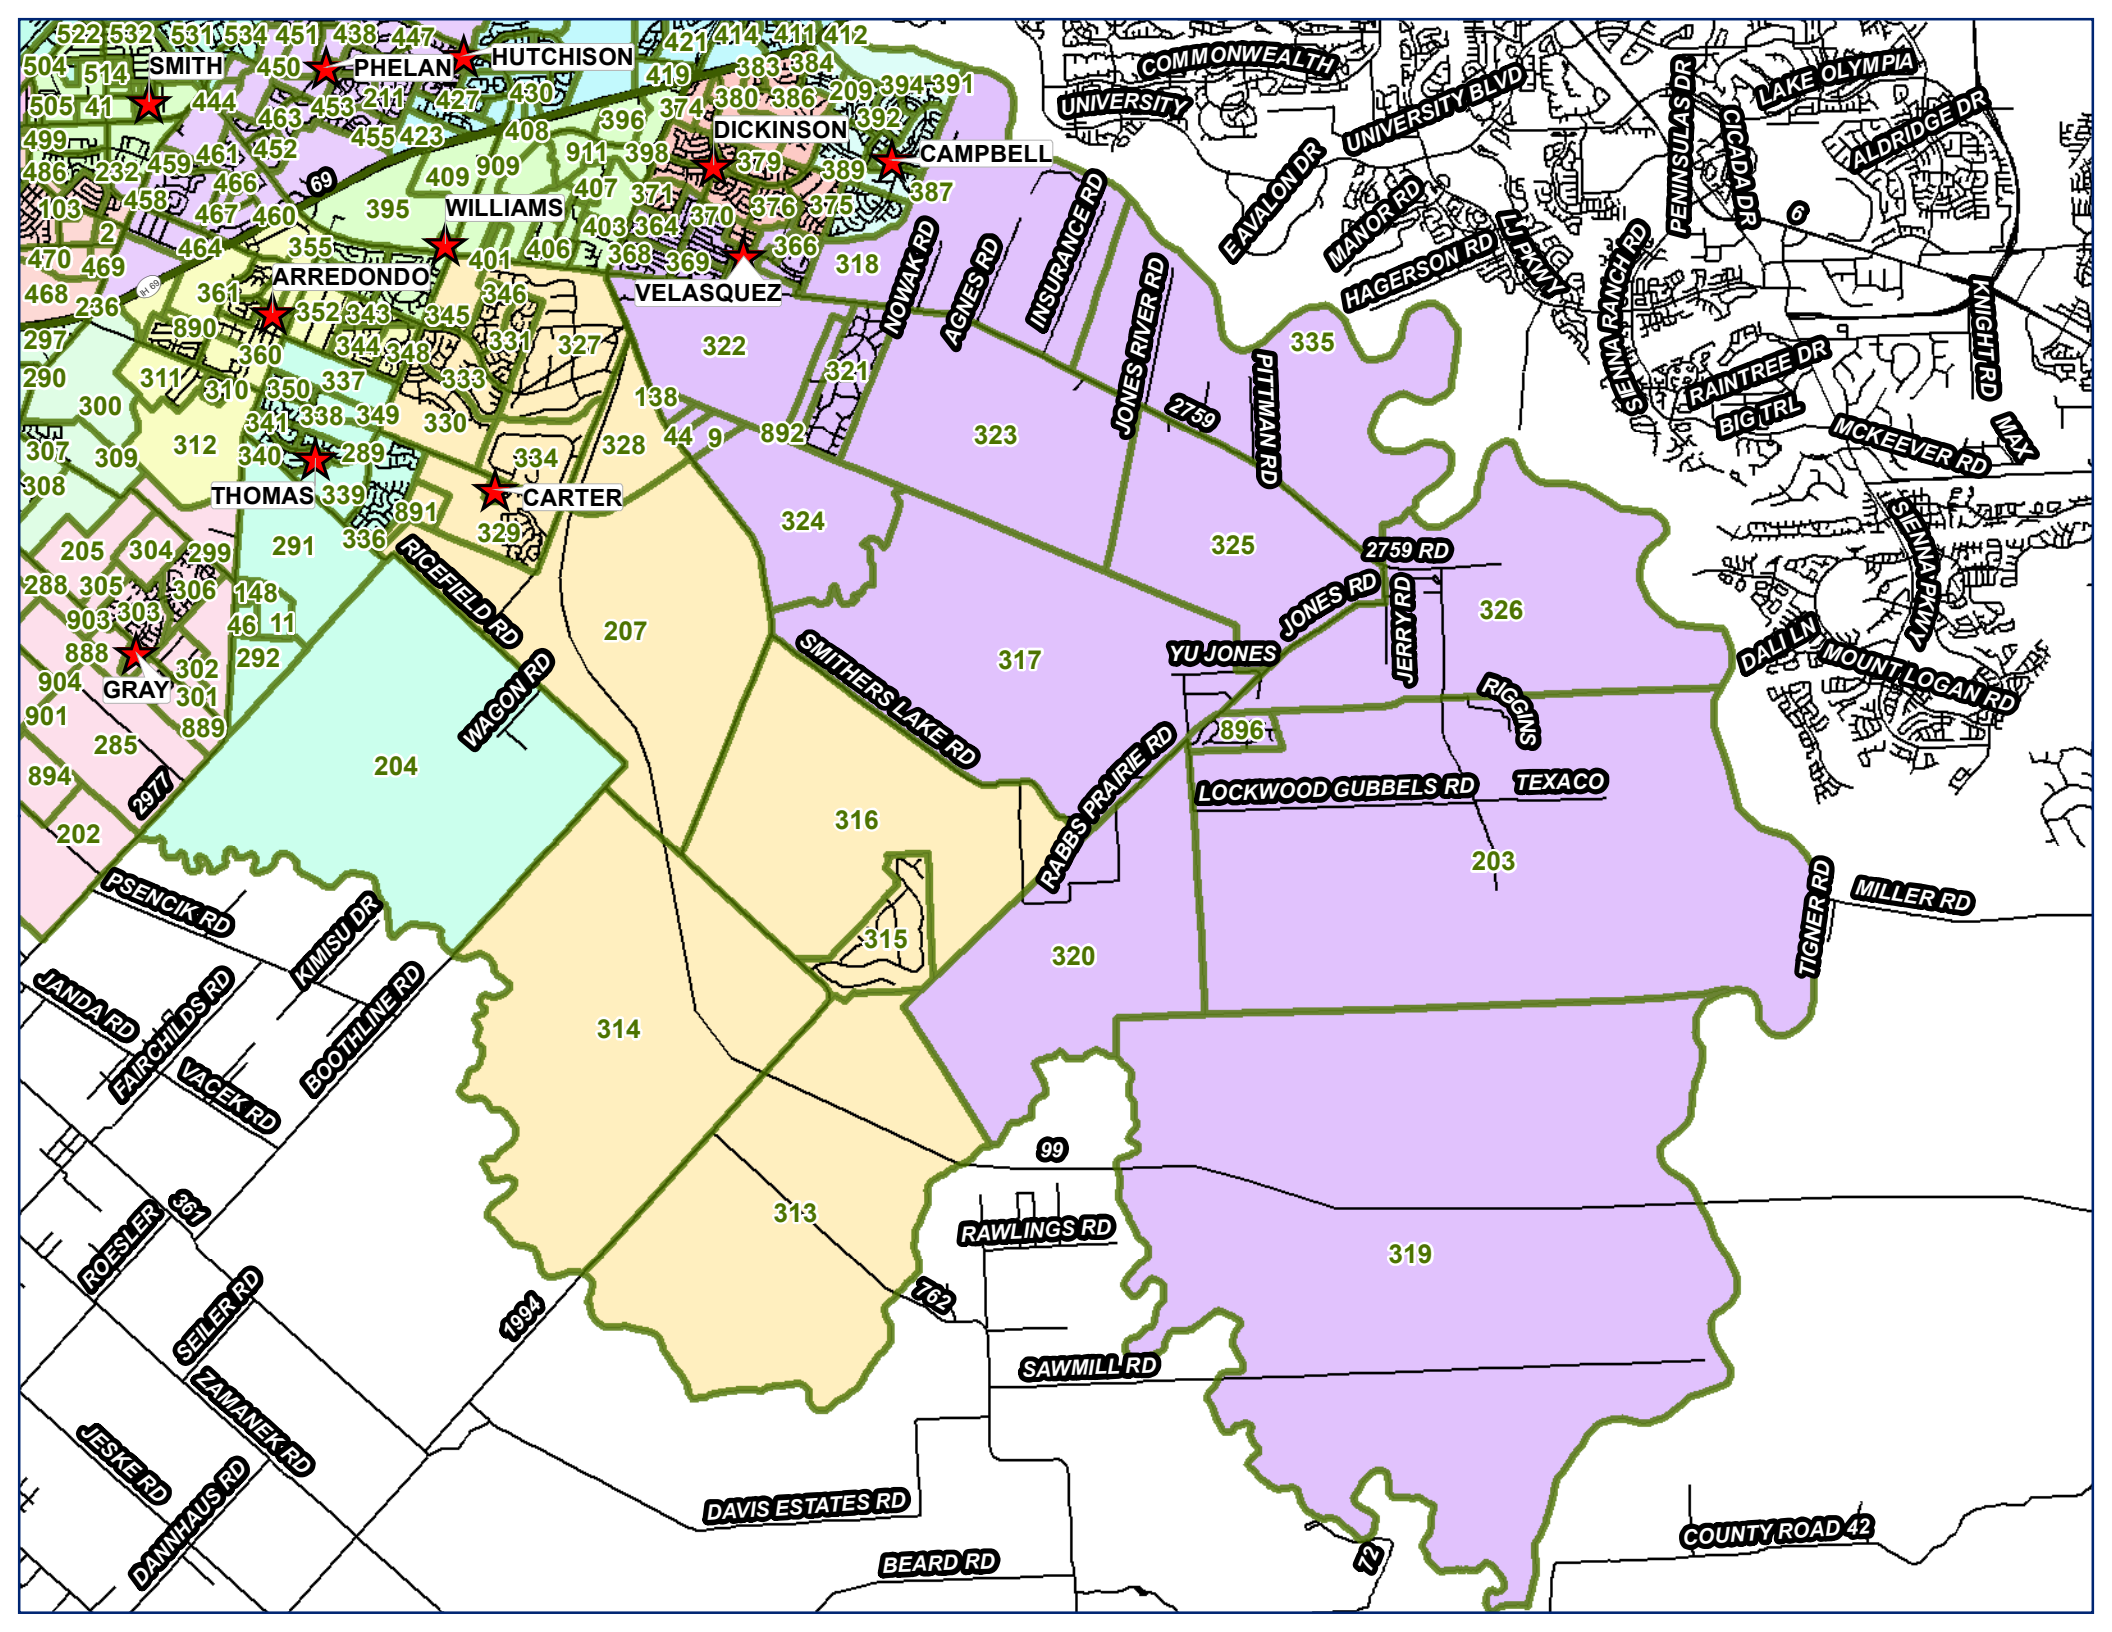 522 532 531 534 451 438 447 421 414 411 412
504 514 SMITH 450 PHELAN HUTCHISON 419 383 384
505 41 444 453 211 427 430 374 380 386 209 394 391
499 463 455 423 408 396 DICKINSON 392
486 232 459 461 452 409 909 911 398 379 389 CAMPBELL
103 458 466 69 407 371 387
2 467 460 395 WILLIAMS 403 364 370 376 375
470 469 464 355 401 406 368 369 366 318
468 236 361 ARREDONDO 346 VELASQUEZ
297 890 352 343 345 331 327 322 335
IH 69
290 311 360 344 348 333 321
300 310 350 337 138
312 341 338 349 330 328 44 9 892 323
307 309 340 289 334
308 THOMAS 339 891 CARTER 324
205 304 299 291 336 329 325
288 305 306 148 207 326
903 303 46 11 317
888 302 292
904 GRAY 301
901 285 889 204 896
894 316
202 203
315 320
314
313 319
COMMONWEALTH
UNIVERSITY
UNIVERSITY BLVD
PENINSULAS DR
LAKE OLYMPIA
CICADA DR
ALDRIDGE DR
E AVALON DR
MANOR RD
HAGERSON RD
LJ PKWY
6
SIENNA RANCH RD
KNIGHT RD
RAINTREE DR
BIG TRL
MCKEEVER RD
MAX
NOWAK RD
AGNES RD
INSURANCE RD
JONES RIVER RD
PITTMAN RD
2759
2759 RD
JONES RD
JERRY RD
YU JONES
RIGGINS
SIENNA PKWY
DALI LN
MOUNT LOGAN RD
RICEFIELD RD
WAGON RD
SMITHERS LAKE RD
RABBS PRAIRIE RD
LOCKWOOD GUBBELS RD
TEXACO
TIGNER RD
MILLER RD
2977
PSENCIK RD
KIMISU DR
JANDA RD
FAIRCHILDS RD
BOOTHLINE RD
VACEK RD
99
RAWLINGS RD
361
ROESLER
762
SEILER RD
1994
SAWMILL RD
ZAMANEK RD
JESKE RD
DANNHAUS RD
DAVIS ESTATES RD
BEARD RD
72
COUNTY ROAD 42